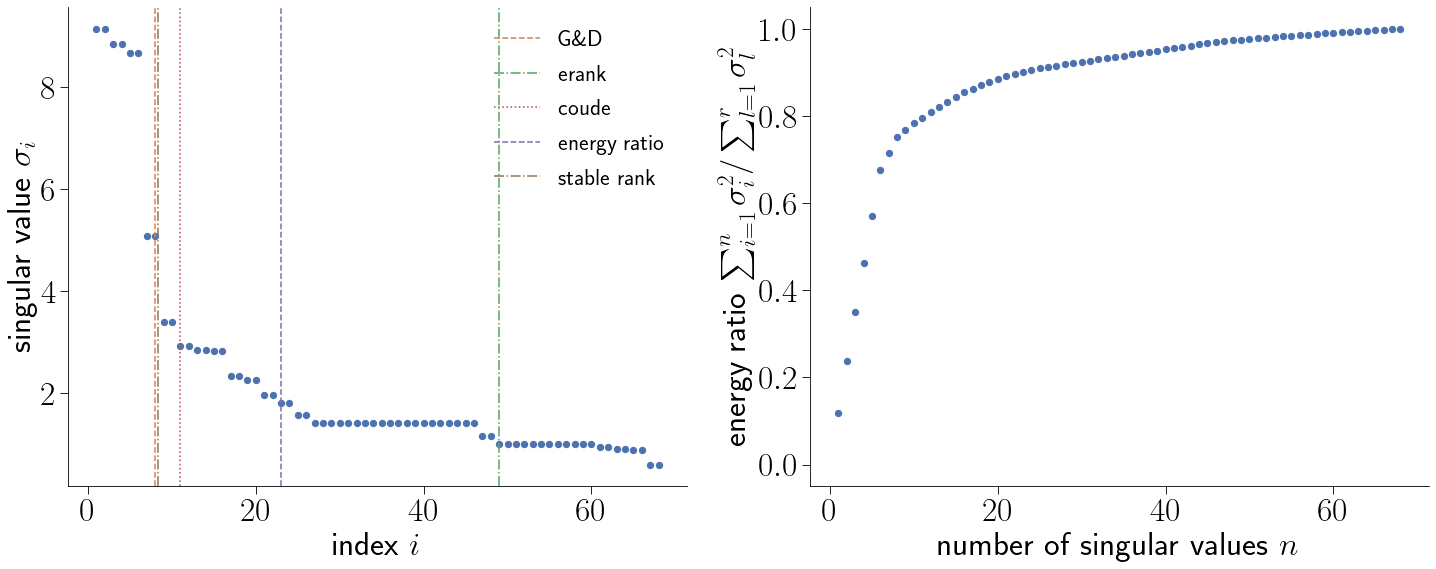 singular value σ_i
8
6
4
2
0
20
40
60
index i
G&D
erank
coude
energy ratio
stable rank
energy ratio ∑_{i=1}^{n} σ_i^2 / ∑_{l=1}^{r} σ_l^2
1.0
0.8
0.6
0.4
0.2
0.0
0
20
40
60
number of singular values n